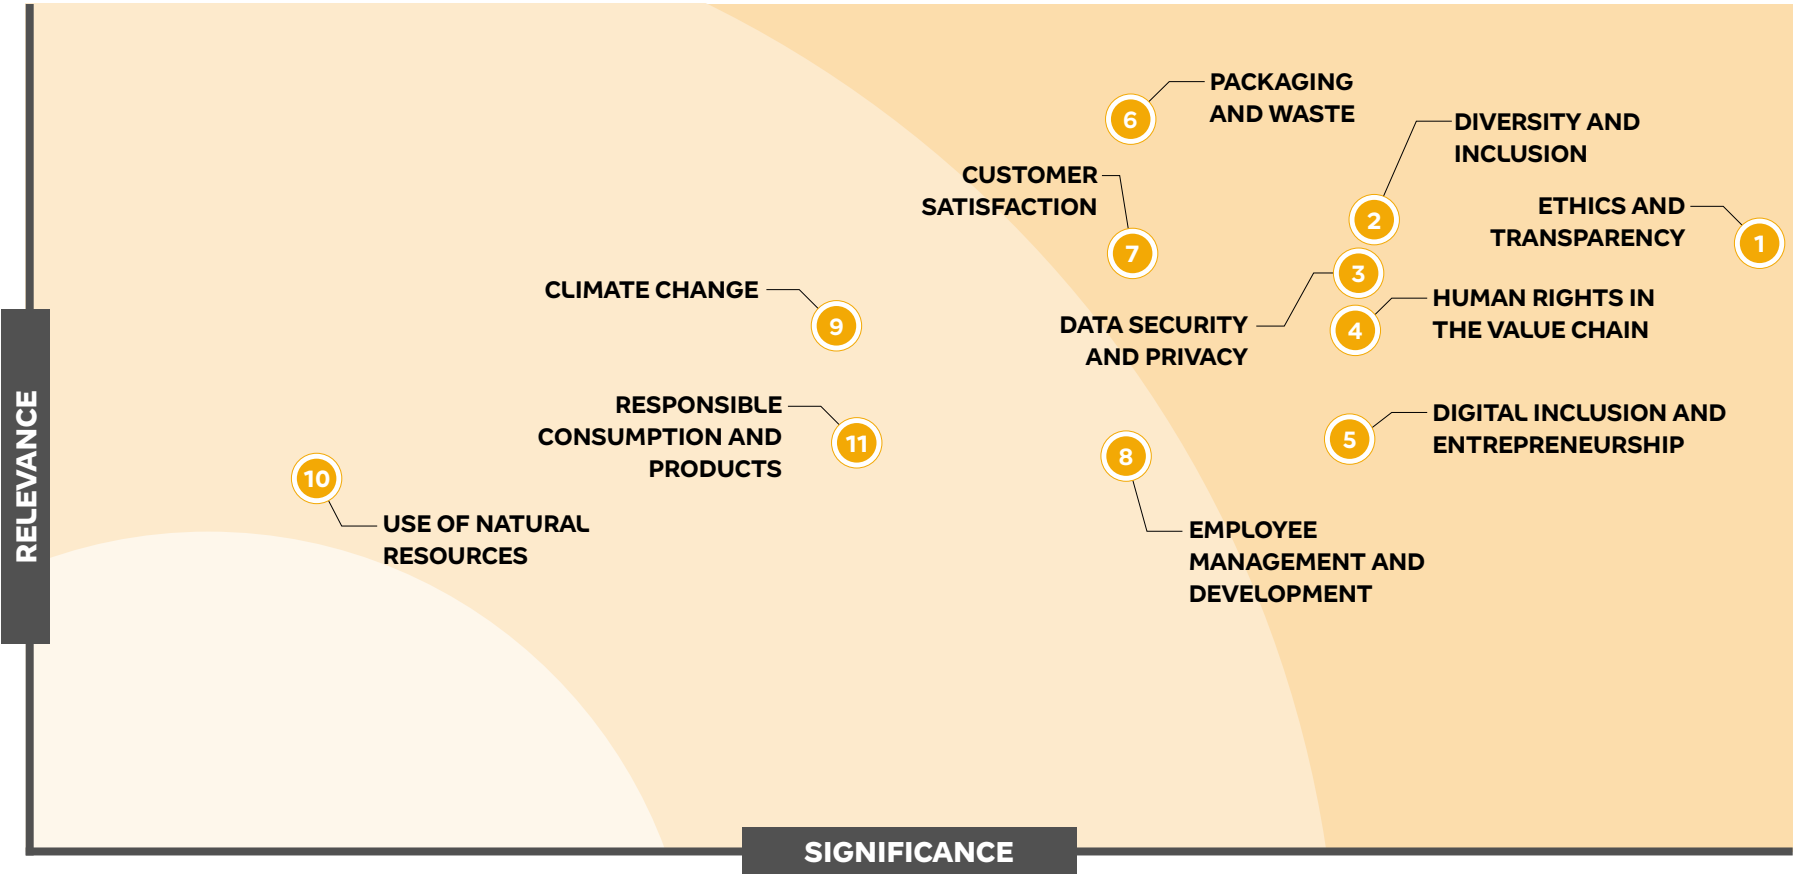 PACKAGING
AND WASTE
6
DIVERSITY AND
INCLUSION
2
CUSTOMER
SATISFACTION
7
ETHICS AND
TRANSPARENCY
1
CLIMATE CHANGE
9
DATA SECURITY
AND PRIVACY
3
HUMAN RIGHTS IN
THE VALUE CHAIN
4
RESPONSIBLE
CONSUMPTION AND
PRODUCTS
11
DIGITAL INCLUSION AND
ENTREPRENEURSHIP
5
8
EMPLOYEE
MANAGEMENT AND
DEVELOPMENT
10
USE OF NATURAL
RESOURCES
RELEVANCE
SIGNIFICANCE